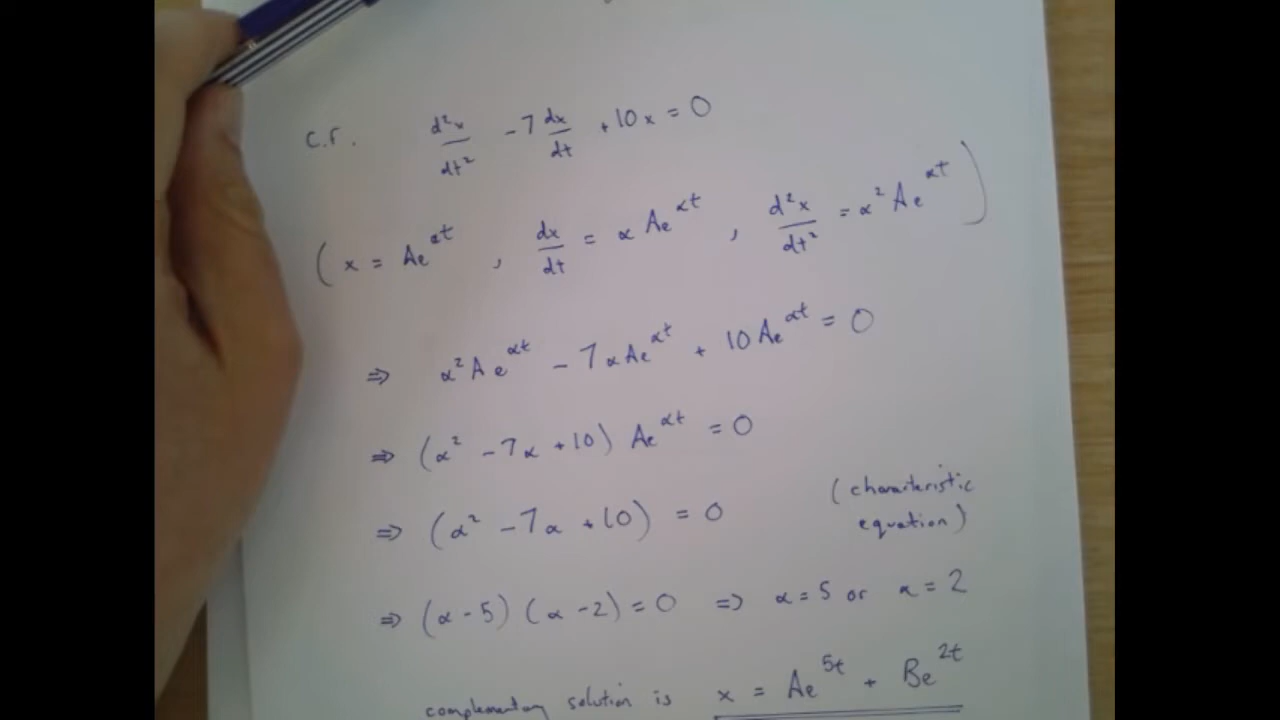 C.F. d²x/dt² - 7 dx/dt + 10x = 0
( x = Ae^αt , dx/dt = αAe^αt , d²x/dt² = α²Ae^αt )
⇒ α²Ae^αt - 7αAe^αt + 10Ae^αt = 0
⇒ (α² - 7α + 10) Ae^αt = 0
⇒ (α² - 7α + 10) = 0 (characteristic
equation)
⇒ (α - 5) (α - 2) = 0 ⇒ α = 5 or α = 2
complementary solution is x = Ae^5t + Be^2t